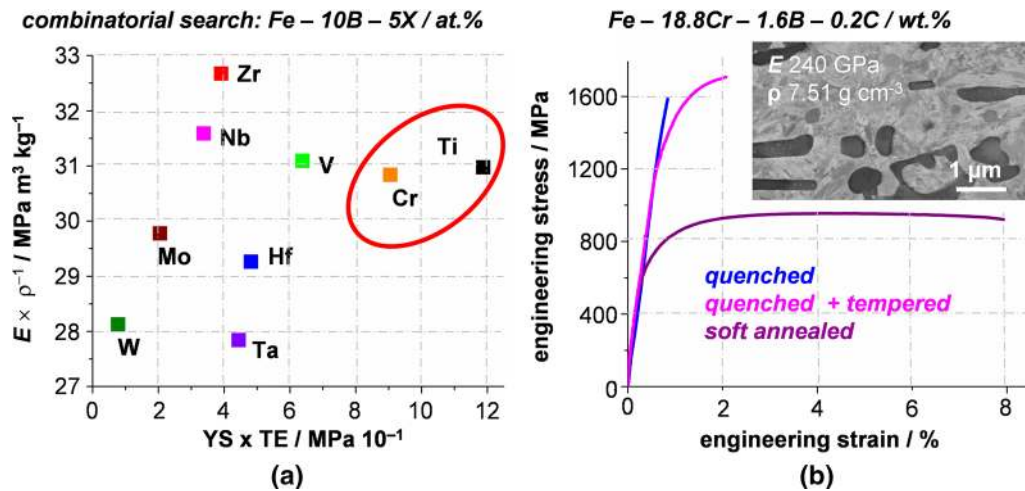 combinatorial search: Fe – 10B – 5X / at.%
E × ρ⁻¹ / MPa m³ kg⁻¹
33
32
31
30
29
28
27
Zr
Nb
V
Ti
Cr
Mo
Hf
W
Ta
0 2 4 6 8 10 12
YS x TE / MPa 10⁻¹
(a)
Fe – 18.8Cr – 1.6B – 0.2C / wt.%
engineering stress / MPa
1600
1200
800
400
0
E 240 GPa
ρ 7.51 g cm⁻³
1 µm
quenched
quenched + tempered
soft annealed
0 2 4 6 8
engineering strain / %
(b)